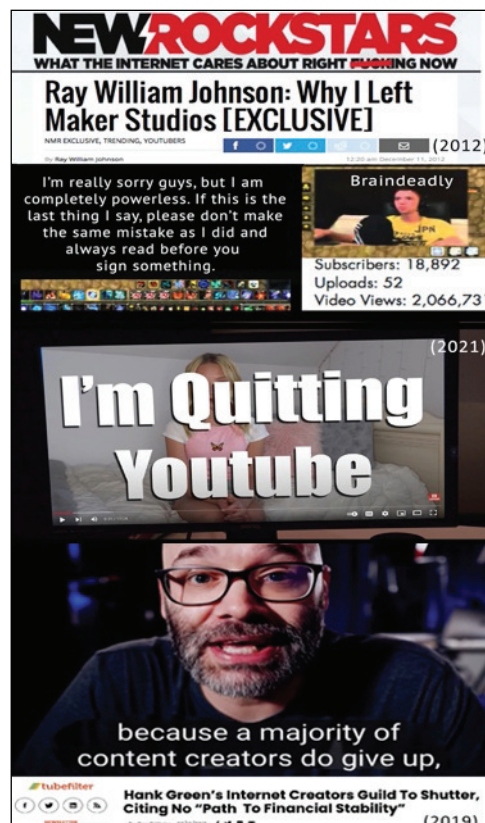 NEWROCKSTARS
WHAT THE INTERNET CARES ABOUT RIGHT FUCKING NOW
Ray William Johnson: Why I Left
Maker Studios [EXCLUSIVE]
NMR EXCLUSIVE, TRENDING, YOUTUBERS
(2012)
By Ray William Johnson
12:20 am December 11, 2012
I'm really sorry guys, but I am
completely powerless. If this is the
last thing I say, please don't make
the same mistake as I did and
always read before you
sign something.
Braindeadly
JPN
Subscribers: 18,892
Uploads: 52
Video Views: 2,066,73
(2021)
I'm Quitting
Youtube
because a majority of
content creators do give up,
tubefilter
Hank Green's Internet Creators Guild To Shutter,
Citing No "Path To Financial Stability"
(2019)